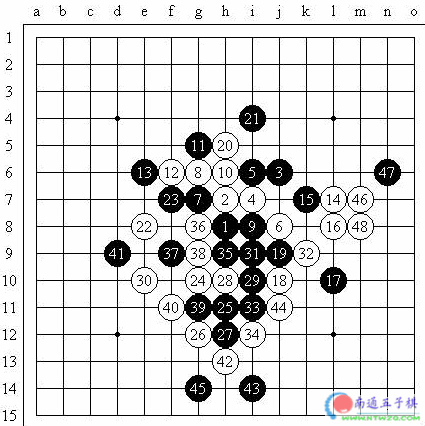 a b c d e f g h i j k l m n o
1
2
3
4 21
5 11 20
6 13 12 8 10 5 3 47
7 23 7 2 4 15 14 46
8 22 36 1 9 6 16 48
9 41 37 38 35 31 19 32
10 30 24 28 29 18 17
11 40 39 25 33 44
12 26 27 34
13 42
14 45 43
南通五子棋
15 WWW.NTWZQ.COM